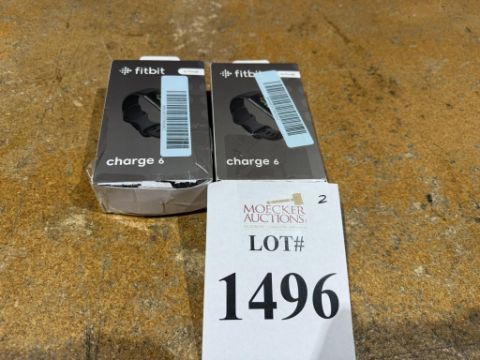 fitbit
charge 6
fitbit
charge 6
2
MOECKER
AUCTIONS
LOT#
1496